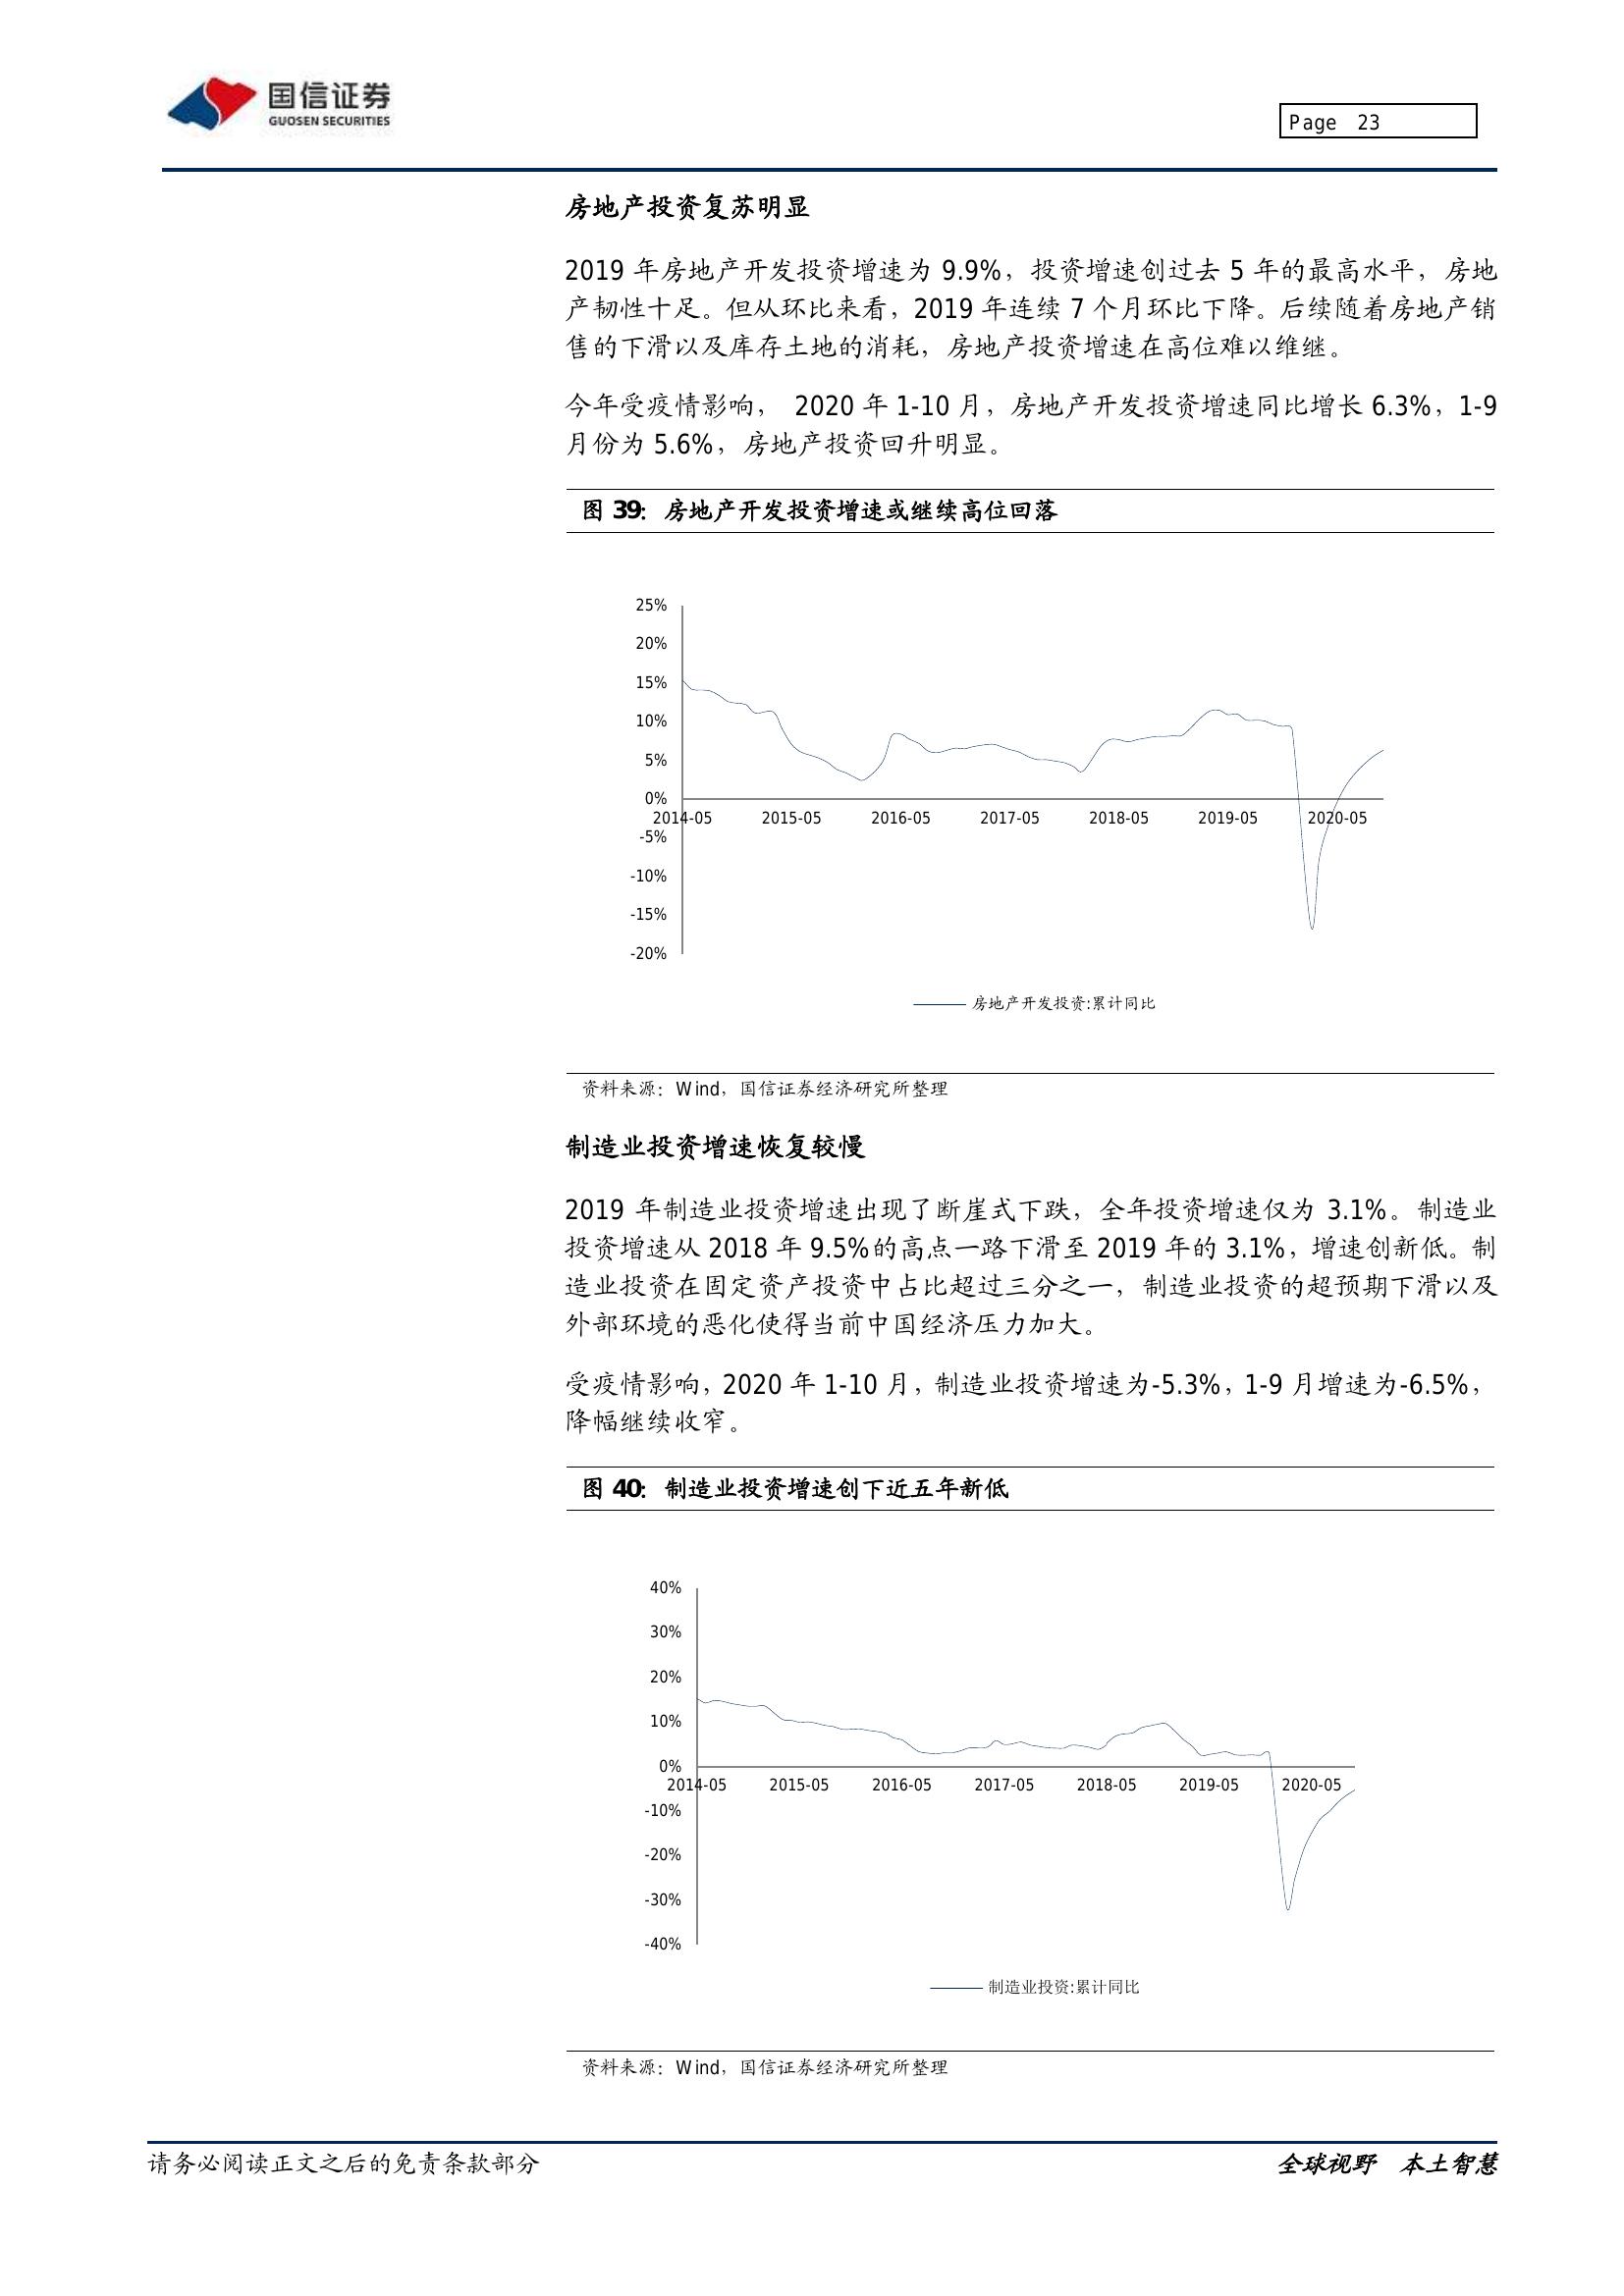 国信证券
GUOSEN SECURITIES
Page 23
房地产投资复苏明显
2019 年房地产开发投资增速为 9.9%，投资增速创过去 5 年的最高水平，房地
产韧性十足。但从环比来看，2019 年连续 7 个月环比下降。后续随着房地产销
售的下滑以及库存土地的消耗，房地产投资增速在高位难以维继。
今年受疫情影响， 2020 年 1-10 月，房地产开发投资增速同比增长 6.3%，1-9
月份为 5.6%，房地产投资回升明显。
图 39：房地产开发投资增速或继续高位回落
25%
20%
15%
10%
5%
0%
2014-05 2015-05 2016-05 2017-05 2018-05 2019-05 2020-05
-5%
-10%
-15%
-20%
房地产开发投资:累计同比
资料来源：Wind，国信证券经济研究所整理
制造业投资增速恢复较慢
2019 年制造业投资增速出现了断崖式下跌，全年投资增速仅为 3.1%。制造业
投资增速从 2018 年 9.5%的高点一路下滑至 2019 年的 3.1%，增速创新低。制
造业投资在固定资产投资中占比超过三分之一，制造业投资的超预期下滑以及
外部环境的恶化使得当前中国经济压力加大。
受疫情影响，2020 年 1-10 月，制造业投资增速为-5.3%，1-9 月增速为-6.5%，
降幅继续收窄。
图 40：制造业投资增速创下近五年新低
40%
30%
20%
10%
0%
2014-05 2015-05 2016-05 2017-05 2018-05 2019-05 2020-05
-10%
-20%
-30%
-40%
制造业投资:累计同比
资料来源：Wind，国信证券经济研究所整理
请务必阅读正文之后的免责条款部分
全球视野 本土智慧